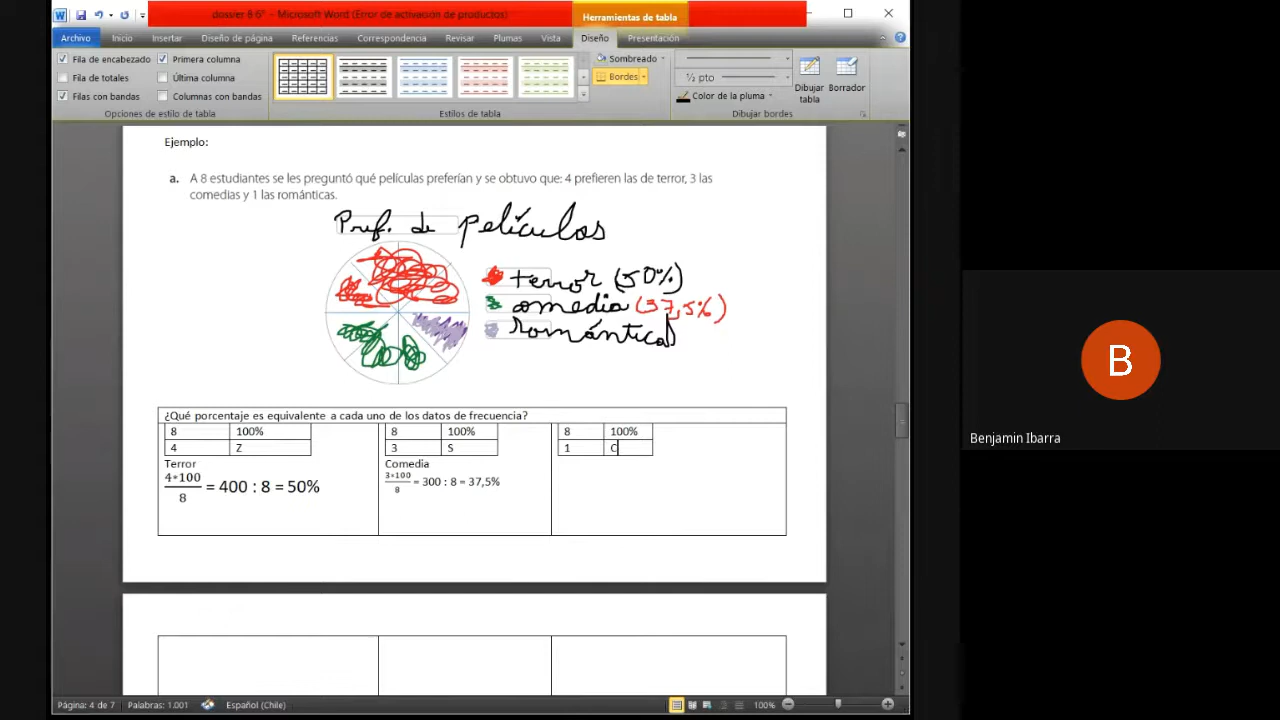 dossier 8 6° - Microsoft Word (Error de activación de productos)
Herramientas de tabla
Archivo Inicio Insertar Diseño de página Referencias Correspondencia Revisar Plumas Vista Diseño Presentación
Fila de encabezado Primera columna
Fila de totales Última columna
Filas con bandas Columnas con bandas
Opciones de estilo de tabla
Estilos de tabla
Sombreado
Bordes
½ pto
Color de la pluma
Dibujar tabla
Borrador
Dibujar bordes
Ejemplo:
a. A 8 estudiantes se les preguntó qué películas preferían y se obtuvo que: 4 prefieren las de terror, 3 las
comedias y 1 las románticas.
Pref. de películas
terror (50%)
comedia (37,5%)
románticas
¿Qué porcentaje es equivalente a cada uno de los datos de frecuencia?
8 100% 8 100% 8 100%
4 Z 3 S 1 C
Terror Comedia
4*100
8
= 400 : 8 = 50%
3*100
8
= 300 : 8 = 37,5%
B
Benjamin Ibarra
Página: 4 de 7 Palabras: 1.001 Español (Chile) 100%